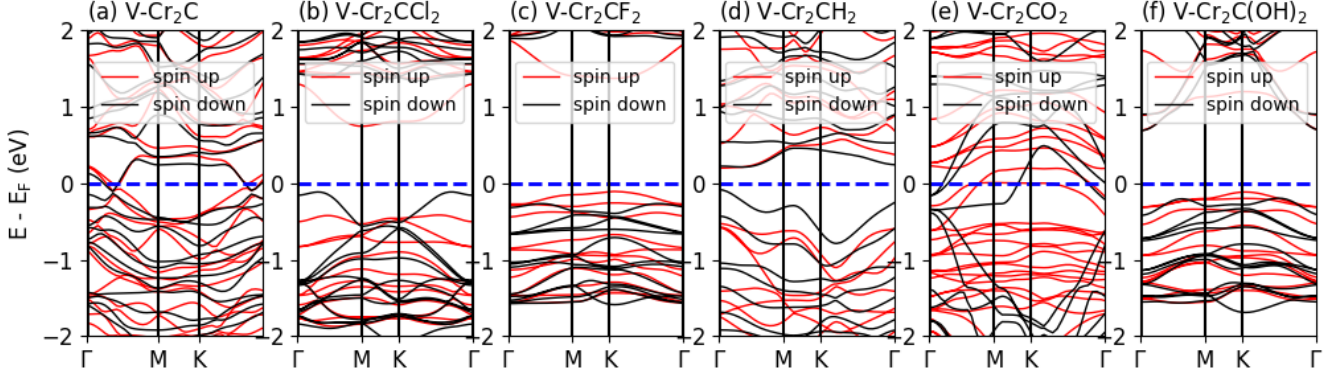 (a) V-Cr₂C (b) V-Cr₂CCl₂ (c) V-Cr₂CF₂ (d) V-Cr₂CH₂ (e) V-Cr₂CO₂ (f) V-Cr₂C(OH)₂
2 2 2 2 2 2
spin up spin up spin up spin up spin up spin up
spin down spin down spin down spin down spin down spin down
1 1 1 1 1 1
E - E_F (eV)
0 0 0 0 0 0
−1 −1 −1 −1 −1 −1
−2 −2 −2 −2 −2 −2
Γ M K Γ M K Γ M K Γ M K Γ M K Γ M K Γ